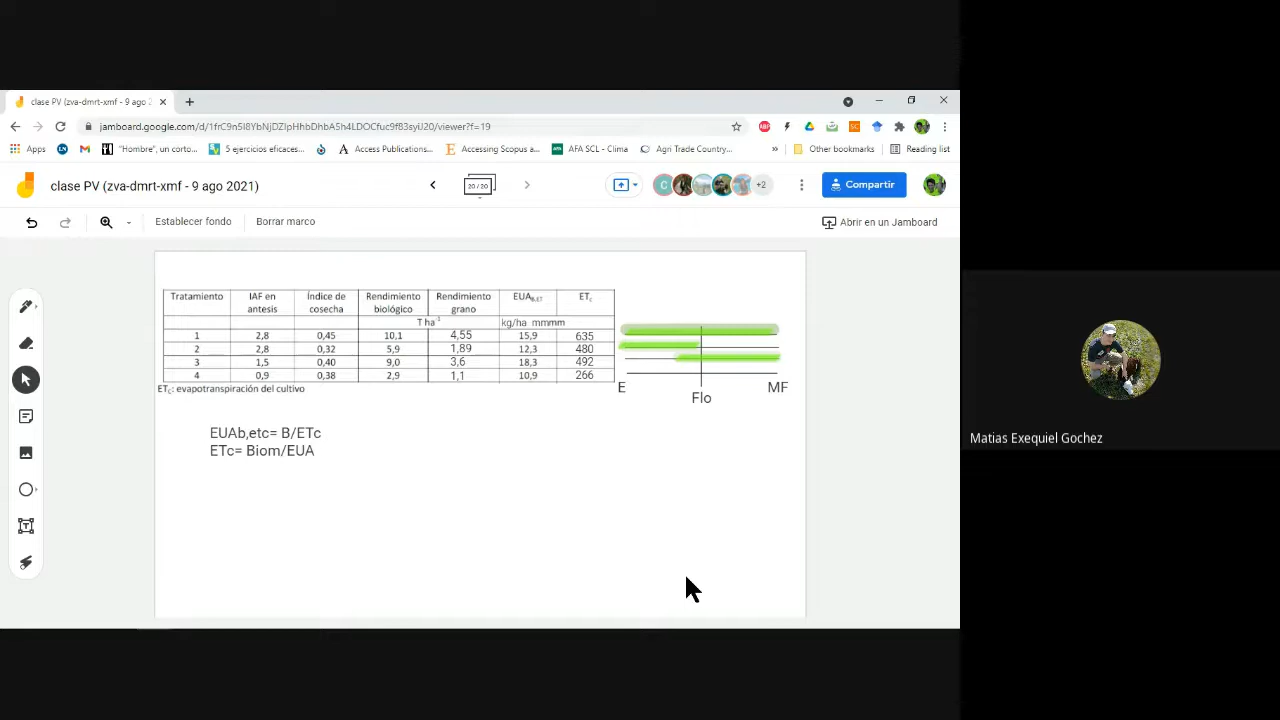 clase PV (zva-dmrt-xmf - 9 ago 2
jamboard.google.com/d/1frC9n5I8YbNjDZlpHhbDhbA5h4LDOCfuc9f83syiJ20/viewer?f=19
Apps
"Hombre", un corto...
5 ejercicios eficaces...
Access Publications...
Accessing Scopus a...
AFA SCL - Clima
Agri Trade Country...
»
Other bookmarks
Reading list
clase PV (zva-dmrt-xmf - 9 ago 2021)
20 / 20
C
+2
Compartir
Establecer fondo
Borrar marco
Abrir en un Jamboard
Tratamiento IAF en antesis Índice de cosecha Rendimiento biológico Rendimiento grano EUAB,ET ETc
T ha-1 kg/ha mmmm
1 2,8 0,45 10,1 4,55 15,9 635
2 2,8 0,32 5,9 1,89 12,3 480
3 1,5 0,40 9,0 3,6 18,3 492
4 0,9 0,38 2,9 1,1 10,9 266
ETC: evapotranspiración del cultivo
E
Flo
MF
EUAb,etc= B/ETc
ETc= Biom/EUA
Matias Exequiel Gochez